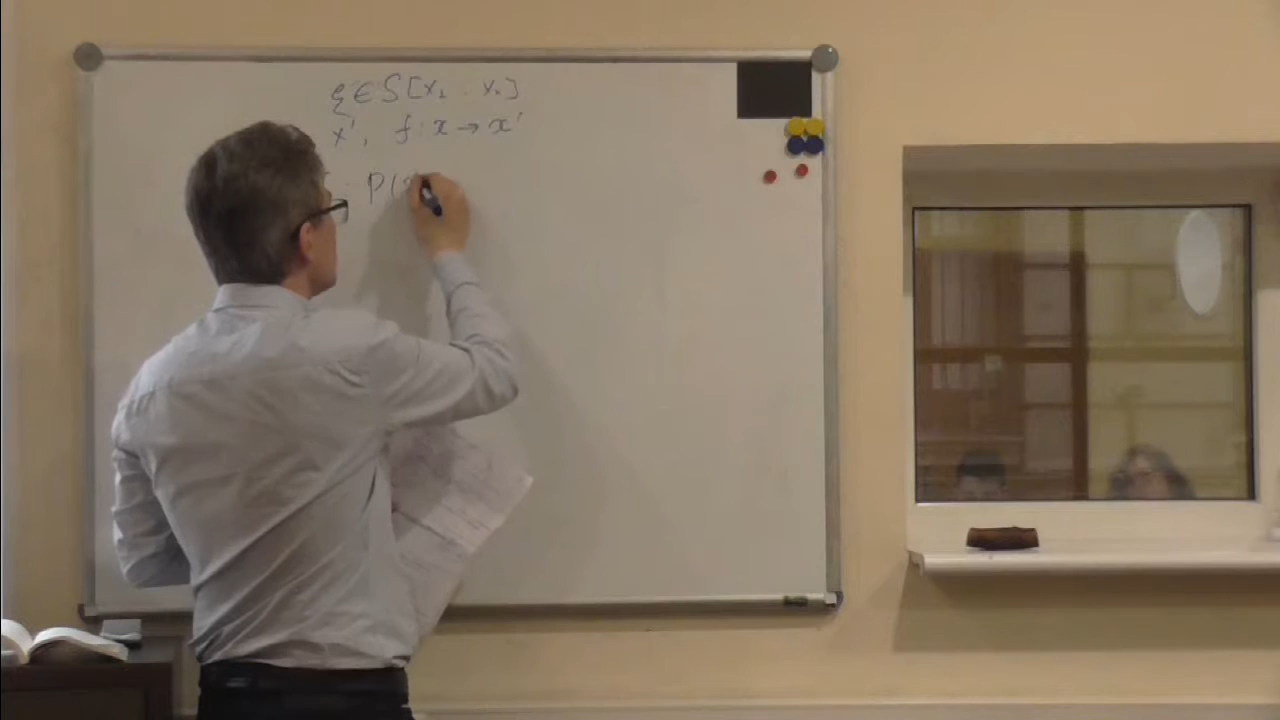 ξ ∈ S[x₁ : xₙ]
x', f : x → x'
P(